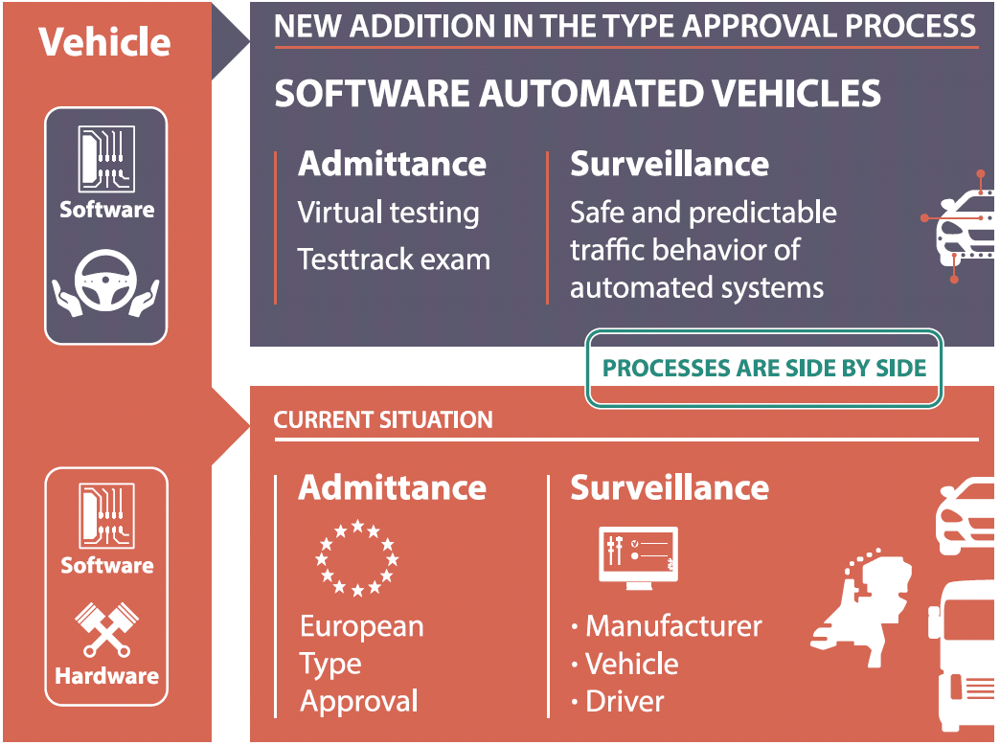 Vehicle
Software
Software
Hardware
NEW ADDITION IN THE TYPE APPROVAL PROCESS
SOFTWARE AUTOMATED VEHICLES
Admittance
Virtual testing
Testtrack exam
Surveillance
Safe and predictable
traffic behavior of
automated systems
PROCESSES ARE SIDE BY SIDE
CURRENT SITUATION
Admittance
European
Type
Approval
Surveillance
· Manufacturer
· Vehicle
· Driver